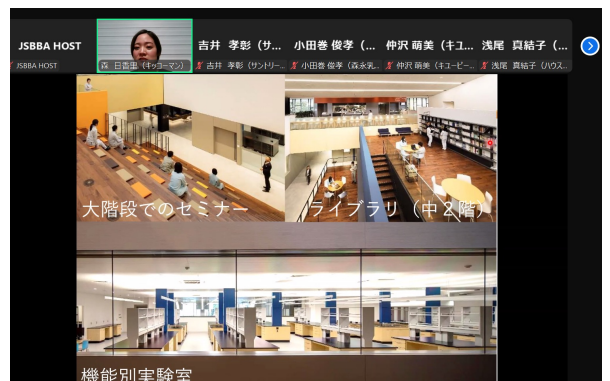 JSBBA HOST
吉井 孝彰（サ...
小田巻 俊孝（...
仲沢 萌美（キユ...
浅尾 真結子（...
JSBBA HOST
森 日香里（キッコーマン）
吉井 孝彰（サントリー...
小田巻 俊孝（森永乳...
仲沢 萌美（キユーピー...
浅尾 真結子（ハウス...
大階段でのセミナー
ライブラリ（中２階）
機能別実験室